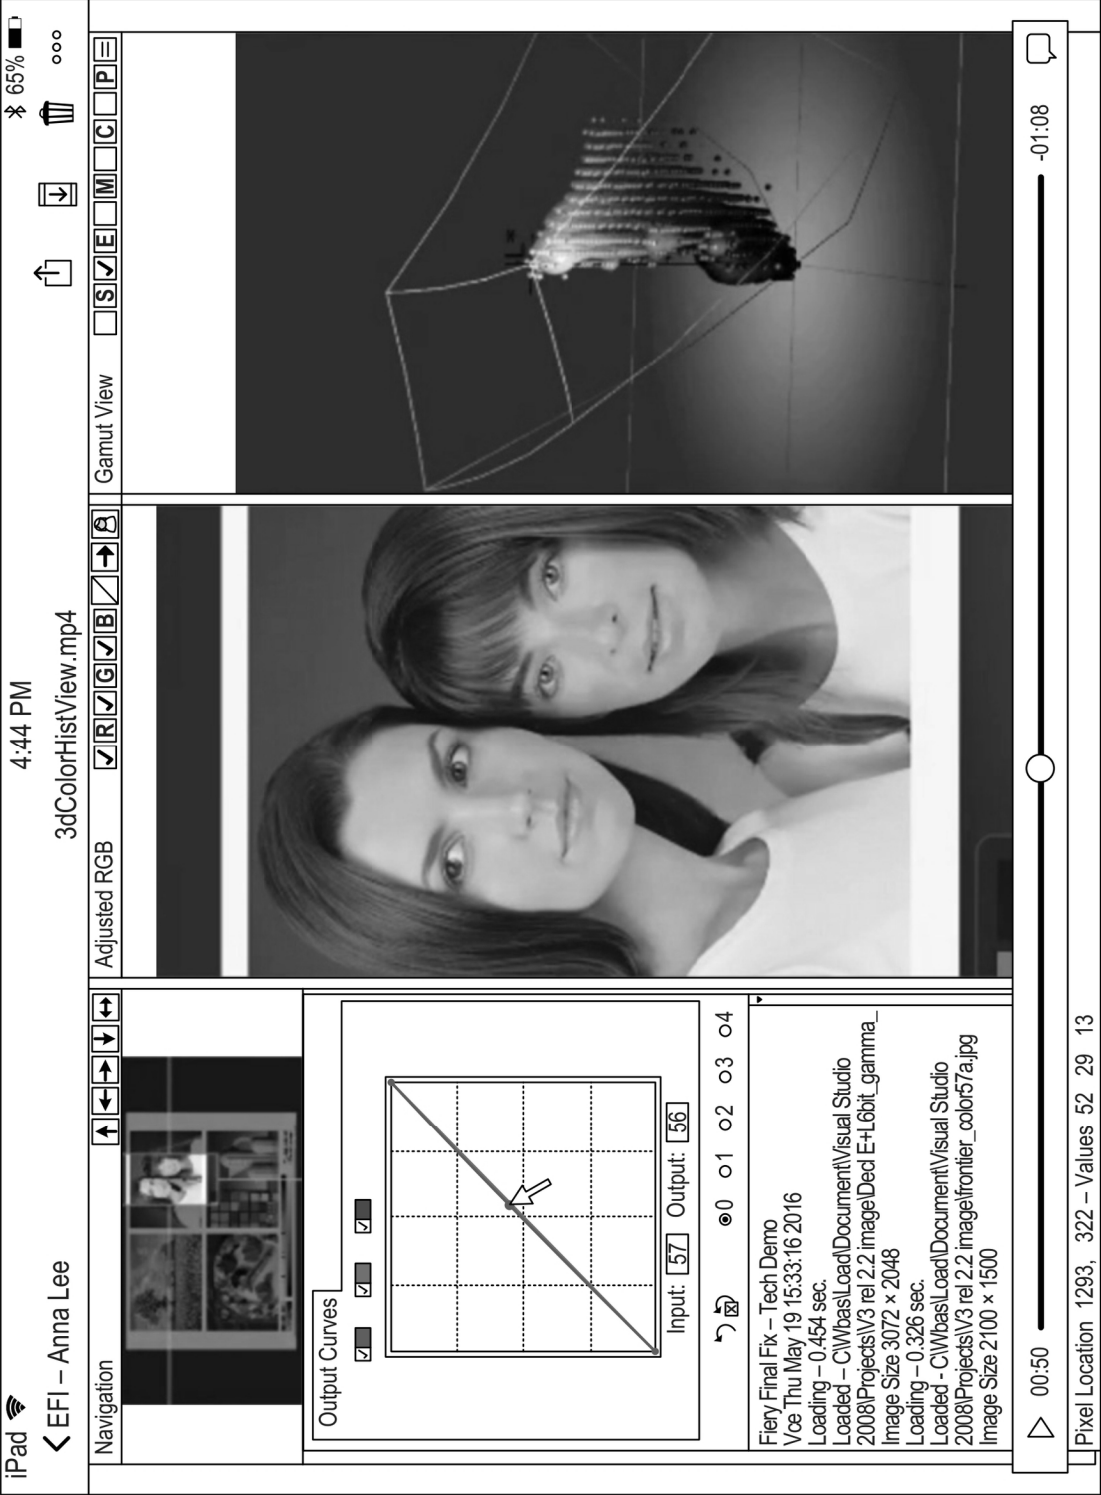 iPad
4:44 PM
65%
EFI – Anna Lee
3dColorHistView.mp4
Navigation
Adjusted RGB
R G B
Gamut View
S E M C P
Output Curves
Input: 57 Output: 56
0 1 2 3 4
Fiery Final Fix – Tech Demo
Vce Thu May 19 15:33:16 2016
Loading – 0.454 sec.
Loaded – C\Wbas\Load\Document\Visual Studio
2008\Projects\V3 rel 2.2 image\Decl E+L6bit_gamma_
Image Size 3072 × 2048
Loading – 0.326 sec.
Loaded - C\Wbas\Load\Document\Visual Studio
2008\Projects\V3 rel 2.2 image\frontier_color57a.jpg
Image Size 2100 × 1500
00:50
-01:08
Pixel Location 1293, 322 – Values 52 29 13